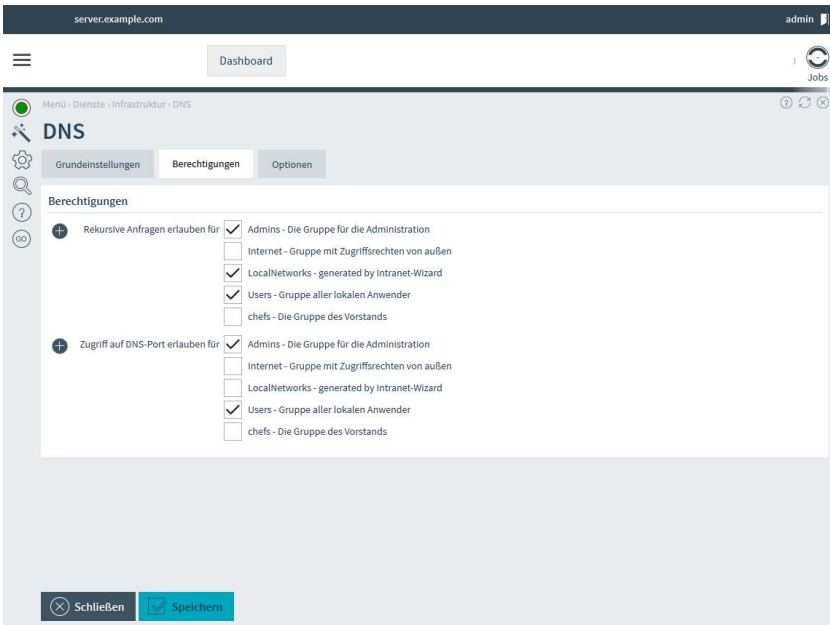 server.example.com
admin
Dashboard
Jobs
Menü › Dienste › Infrastruktur › DNS
DNS
Grundeinstellungen
Berechtigungen
Optionen
Berechtigungen
Rekursive Anfragen erlauben für
Admins - Die Gruppe für die Administration
Internet - Gruppe mit Zugriffsrechten von außen
LocalNetworks - generated by Intranet-Wizard
Users - Gruppe aller lokalen Anwender
chefs - Die Gruppe des Vorstands
Zugriff auf DNS-Port erlauben für
Admins - Die Gruppe für die Administration
Internet - Gruppe mit Zugriffsrechten von außen
LocalNetworks - generated by Intranet-Wizard
Users - Gruppe aller lokalen Anwender
chefs - Die Gruppe des Vorstands
GO
Schließen
Speichern